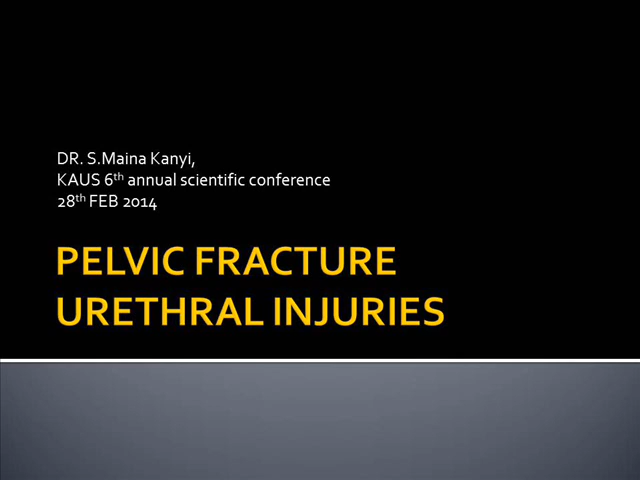 DR. S.Maina Kanyi,
KAUS 6th annual scientific conference
28th FEB 2014
PELVIC FRACTURE
URETHRAL INJURIES